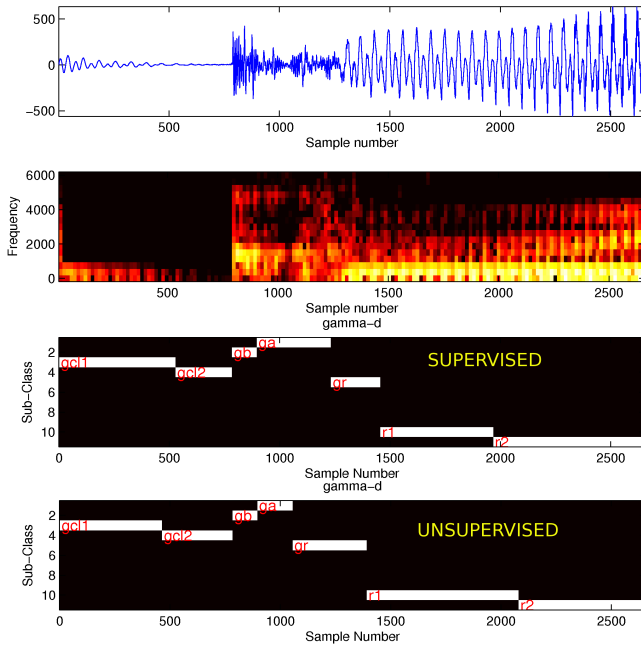 500
0
−500
500 1000 1500 2000 2500
Sample number
6000
4000
2000
0
Frequency
0 500 1000 1500 2000 2500
Sample number
gamma−d
2
4
6
8
10
Sub−Class
ga
gb
gcl1
gcl2
gr
r1
r2
SUPERVISED
0 500 1000 1500 2000 2500
Sample Number
gamma−d
2
4
6
8
10
Sub−Class
ga
gb
gcl1
gcl2
gr
r1
r2
UNSUPERVISED
0 500 1000 1500 2000 2500
Sample Number